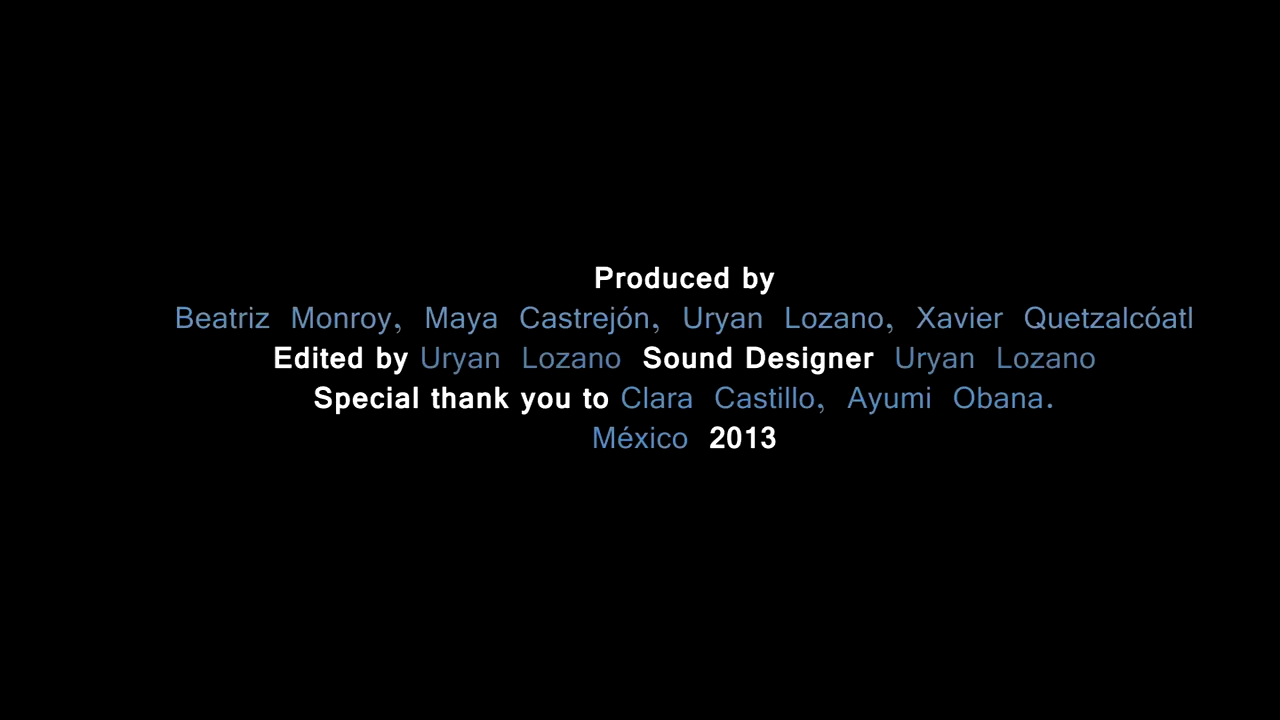 Produced by
Beatriz Monroy, Maya Castrejón, Uryan Lozano, Xavier Quetzalcóatl
Edited by Uryan Lozano Sound Designer Uryan Lozano
Special thank you to Clara Castillo, Ayumi Obana.
México 2013